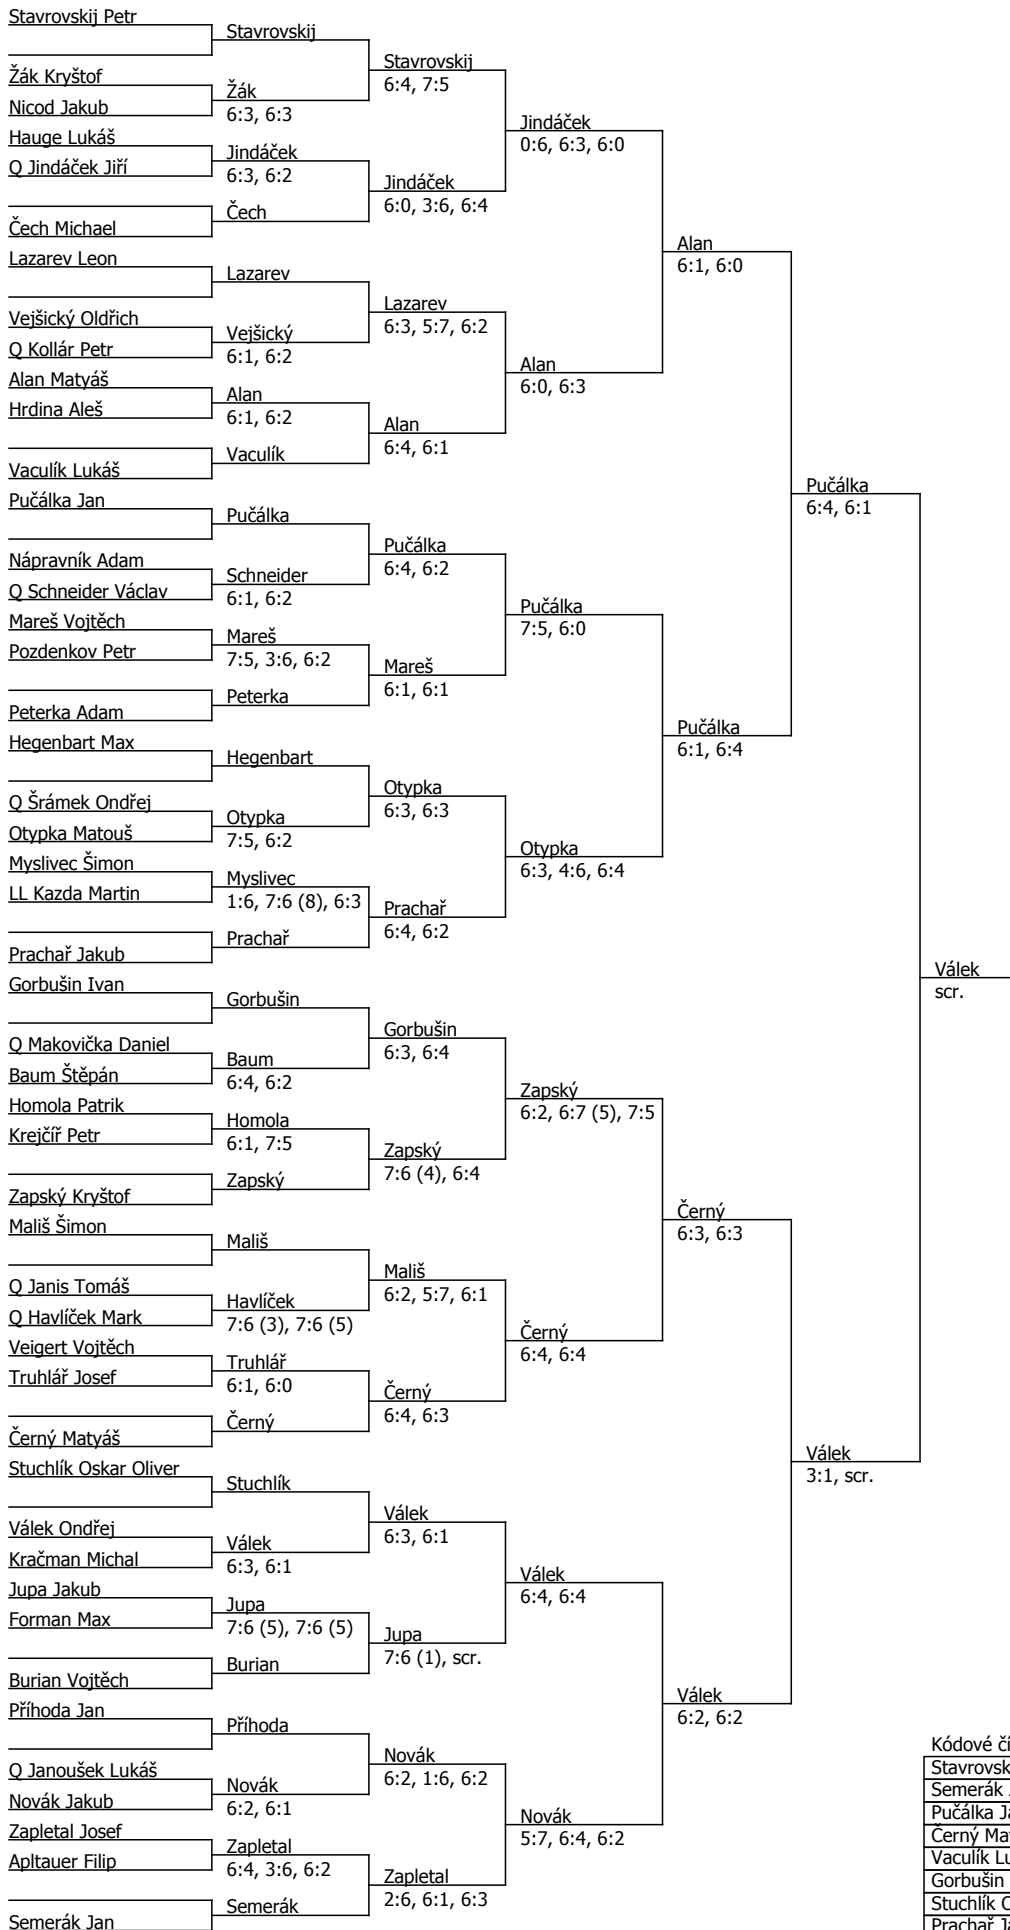 Stavrovskij Petr
Žák Kryštof
Nicod Jakub
Hauge Lukáš
Q Jindáček Jiří
Čech Michael
Lazarev Leon
Vejšický Oldřich
Q Kollár Petr
Alan Matyáš
Hrdina Aleš
Vaculík Lukáš
Pučálka Jan
Nápravník Adam
Q Schneider Václav
Mareš Vojtěch
Pozdenkov Petr
Peterka Adam
Hegenbart Max
Q Šrámek Ondřej
Otypka Matouš
Myslivec Šimon
LL Kazda Martin
Prachař Jakub
Gorbušin Ivan
Q Makovička Daniel
Baum Štěpán
Homola Patrik
Krejčíř Petr
Zapský Kryštof
Mališ Šimon
Q Janis Tomáš
Q Havlíček Mark
Veigert Vojtěch
Truhlář Josef
Černý Matyáš
Stuchlík Oskar Oliver
Válek Ondřej
Kračman Michal
Jupa Jakub
Forman Max
Burian Vojtěch
Příhoda Jan
Q Janoušek Lukáš
Novák Jakub
Zapletal Josef
Apltauer Filip
Semerák Jan
Stavrovskij
Žák
6:3, 6:3
Jindáček
6:3, 6:2
Čech
Lazarev
Vejšický
6:1, 6:2
Alan
6:1, 6:2
Vaculík
Pučálka
Schneider
6:1, 6:2
Mareš
7:5, 3:6, 6:2
Peterka
Hegenbart
Otypka
7:5, 6:2
Myslivec
1:6, 7:6 (8), 6:3
Prachař
Gorbušin
Baum
6:4, 6:2
Homola
6:1, 7:5
Zapský
Mališ
Havlíček
7:6 (3), 7:6 (5)
Truhlář
6:1, 6:0
Černý
Stuchlík
Válek
6:3, 6:1
Jupa
7:6 (5), 7:6 (5)
Burian
Příhoda
Novák
6:2, 6:1
Zapletal
6:4, 3:6, 6:2
Semerák
Stavrovskij
6:4, 7:5
Jindáček
6:0, 3:6, 6:4
Lazarev
6:3, 5:7, 6:2
Alan
6:4, 6:1
Pučálka
6:4, 6:2
Mareš
6:1, 6:1
Otypka
6:3, 6:3
Prachař
6:4, 6:2
Gorbušin
6:3, 6:4
Zapský
7:6 (4), 6:4
Mališ
6:2, 5:7, 6:1
Černý
6:4, 6:3
Válek
6:3, 6:1
Jupa
7:6 (1), scr.
Novák
6:2, 1:6, 6:2
Zapletal
2:6, 6:1, 6:3
Jindáček
0:6, 6:3, 6:0
Alan
6:0, 6:3
Pučálka
7:5, 6:0
Otypka
6:3, 4:6, 6:4
Zapský
6:2, 6:7 (5), 7:5
Černý
6:4, 6:4
Válek
6:4, 6:4
Novák
5:7, 6:4, 6:2
Alan
6:1, 6:0
Pučálka
6:1, 6:4
Černý
6:3, 6:3
Válek
6:2, 6:2
Pučálka
6:4, 6:1
Válek
3:1, scr.
Válek
scr.
Kódové čí
Stavrovsk
Semerák
Pučálka Ja
Černý Mat
Vaculík Lu
Gorbušin
Stuchlík O
Prachař Ja